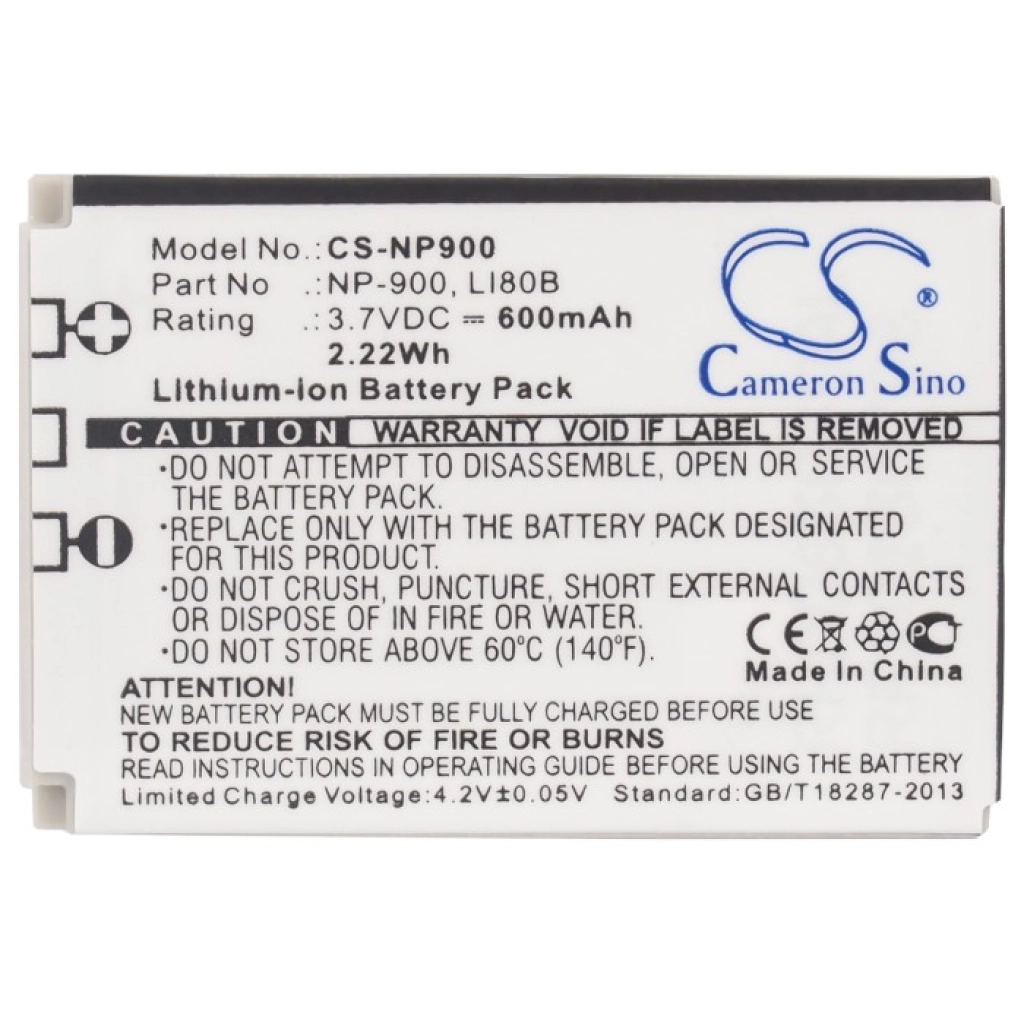 Model No.: CS-NP900
Part No .: NP-900, LI80B
Rating .: 3.7VDC ⎓ 600mAh
2.22Wh
Lithium-ion Battery Pack
CS®
Cameron Sino
CAUTION WARRANTY VOID IF LABEL IS REMOVED
·DO NOT ATTEMPT TO DISASSEMBLE, OPEN OR SERVICE
THE BATTERY PACK.
·REPLACE ONLY WITH THE BATTERY PACK DESIGNATED
FOR THIS PRODUCT.
·DO NOT CRUSH, PUNCTURE, SHORT EXTERNAL CONTACTS
OR DISPOSE OF IN FIRE OR WATER.
·DO NOT STORE ABOVE 60°C (140°F).
CE PC
Made In China
ATTENTION!
NEW BATTERY PACK MUST BE FULLY CHARGED BEFORE USE
TO REDUCE RISK OF FIRE OR BURNS
READ INSTRUCTIONS IN OPERATING GUIDE BEFORE USING THE BATTERY
Limited Charge Voltage:4.2V±0.05V Standard:GB/T18287-2013